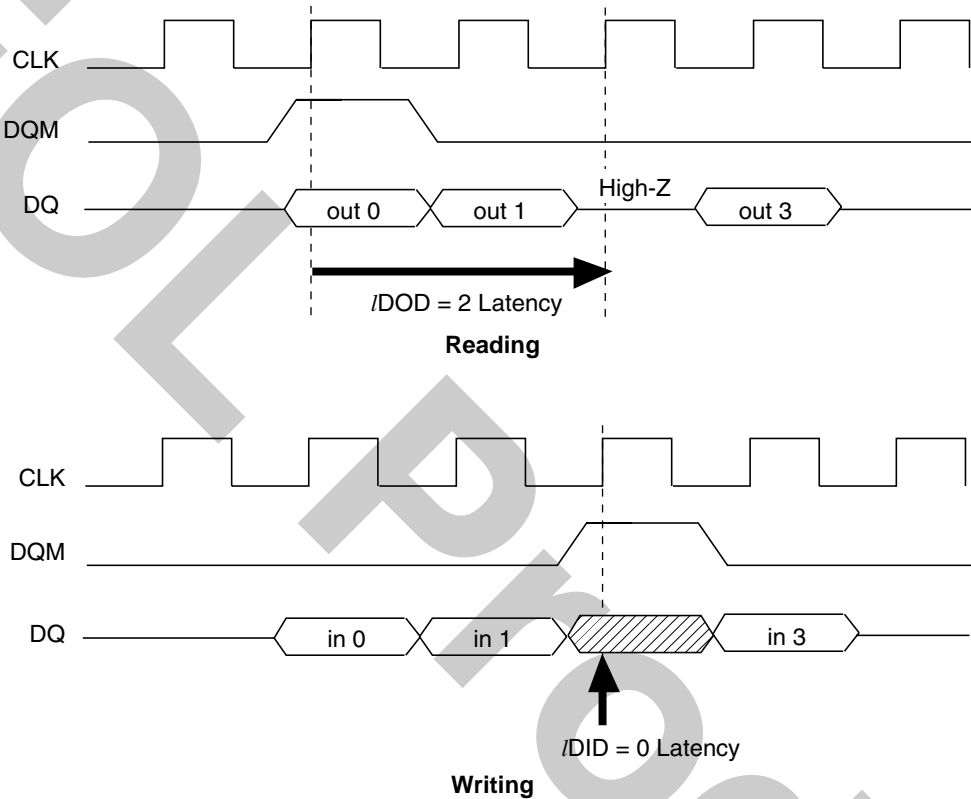 CLK
DQM
DQ
out 0
out 1
High-Z
out 3
lDOD = 2 Latency
Reading
CLK
DQM
DQ
in 0
in 1
in 3
lDID = 0 Latency
Writing